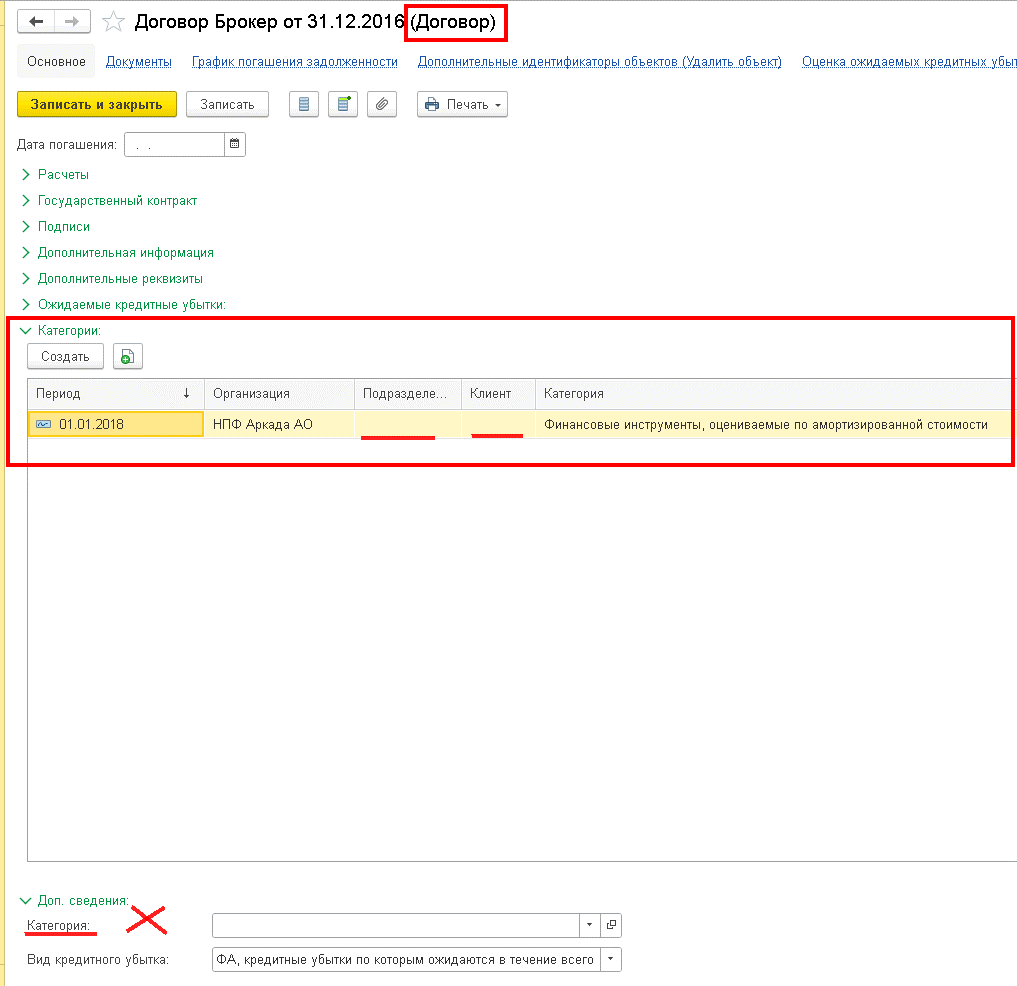 Договор Брокер от 31.12.2016 (Договор)
Основное Документы График погашения задолженности Дополнительные идентификаторы объектов (Удалить объект) Оценка ожидаемых кредитных убыт
Записать и закрыть Записать Печать
Дата погашения: . .
Расчеты
Государственный контракт
Подписи
Дополнительная информация
Дополнительные реквизиты
Ожидаемые кредитные убытки:
Категории:
Создать
Период ↓ Организация Подразделе... Клиент Категория
01.01.2018 НПФ Аркада АО Финансовые инструменты, оцениваемые по амортизированной стоимости
Доп. сведения:
Категория:
Вид кредитного убытка: ФА, кредитные убытки по которым ожидаются в течение всего